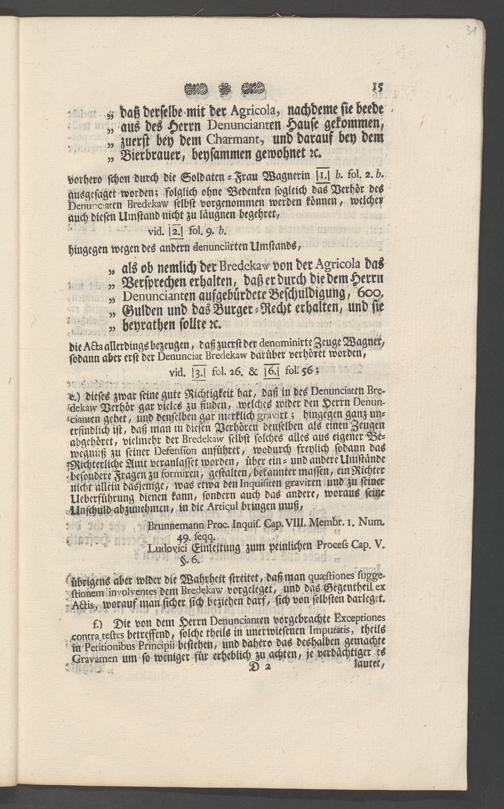 31
15
„ daß derselbe mit der Agricola, nachdeme sie beede
„ aus des Herrn Denuncianten Hause gekommen,
„ zuerst bey dem Charmant, und darauf bey dem
„ Bierbrauer, beysammen gewohnet ꝛc.
vorhero schon durch die Soldaten-Frau Wagnerin |1.| b. fol. 2. b.
ausgesaget worden; folglich ohne Bedenken sogleich das Verhör des
Denunciaten Bredekaw selbst vorgenommen werden können, welcher
auch diesen Umstand nicht zu läugnen begehret,
vid. |2.| fol. 9. b.
hingegen wegen des andern denunciirten Umstands,
„ als ob nemlich der Bredekaw von der Agricola das
„ Versprechen erhalten, daß er durch die dem Herrn
„ Denuncianten aufgebürdete Beschuldigung, 600.
„ Gulden und das Burger-Recht erhalten, und sie
„ heyrathen sollte ꝛc.
die Acta allerdings bezeugen, daß zuerst der denominirte Zeuge Wagner,
sodann aber erst der Denunciat Bredekaw darüber verhöret worden,
vid. |3.| fol. 26. & |6.| fol. 56;
e.) dieses zwar seine gute Richtigkeit hat, daß in des Denunciaten Bre-
dekaw Verhör gar vieles zu finden, welches wider den Herrn Denun-
cianten gehet, und denselben gar merklich gravirt; hingegen ganz un-
erfindlich ist, daß man in diesen Verhören denselben als einen Zeugen
abgehöret, vielmehr der Bredekaw selbst solches alles aus eigener Be-
wegnüß zu seiner Defension anführet, wodurch freylich sodann das
Richterliche Amt veranlasset worden, über ein- und andere Umstände
besondere Fragen zu formiren, gestalten, bekannter massen, ein Richter
nicht allein dasjenige, was etwa den Inquisiten graviren und zu seiner
Ueberführung dienen kann, sondern auch das andere, woraus seine
Unschuld abzunehmen, in die Articul bringen muß,
Brunnemann Proc. Inquis. Cap. VIII. Membr. 1. Num.
49. seqq.
Ludovici Einleitung zum peinlichen Process Cap. V.
§. 6.
übrigens aber wider die Wahrheit streitet, daß man quæstiones sugge-
stionem involventes dem Bredekaw vorgeleget, und das Gegentheil ex
Actis, worauf man sicher sich beziehen darf, sich von selbsten darleget.
f.) Die von dem Herrn Denuncianten vorgebrachte Exceptiones
contra testes betreffend, solche theils in unerwiesenen Imputatis, theils
in Petitionibus Principii bestehen, und dahero das deshalben gemachte
Gravamen um so weniger für erheblich zu achten, je verdächtiger es
D 2 lautet,